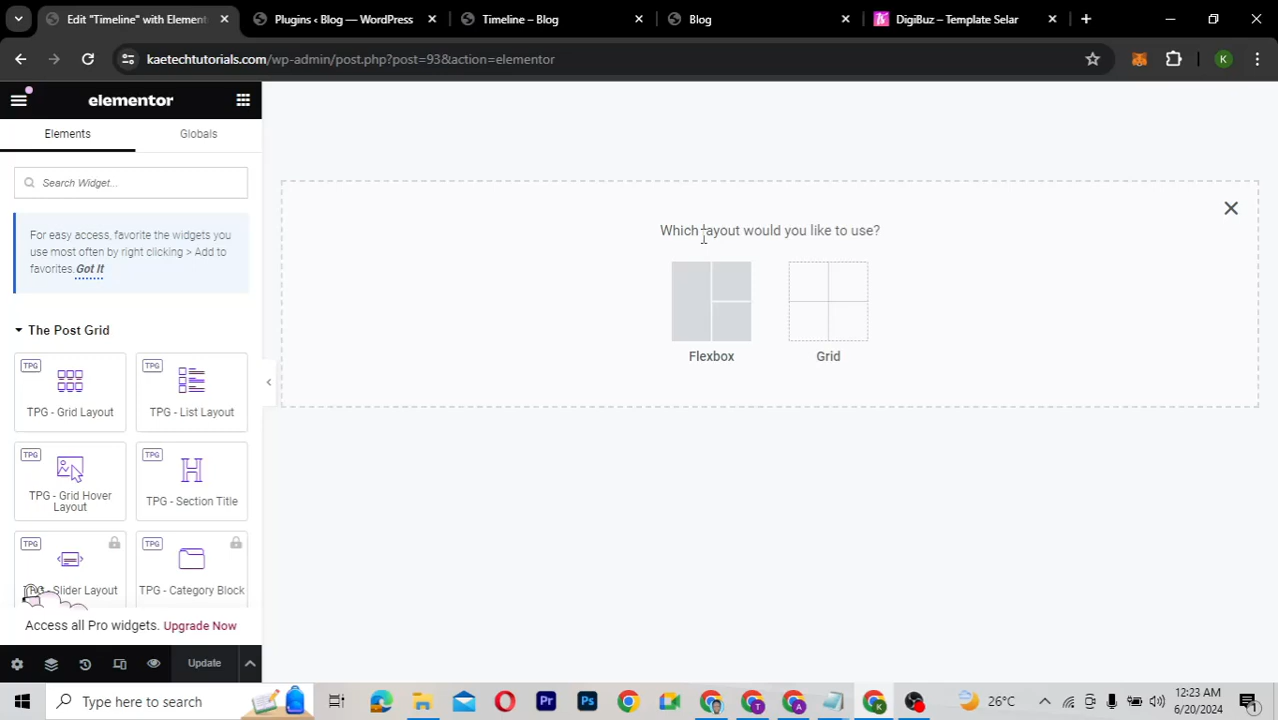 Edit "Timeline" with Element
Plugins ‹ Blog — WordPress
Timeline – Blog
Blog
DigiBuz – Template Selar
kaetechtutorials.com/wp-admin/post.php?post=93&action=elementor
K
elementor
Elements
Globals
Search Widget...
For easy access, favorite the widgets you
use most often by right clicking > Add to
favorites. Got It
The Post Grid
TPG
TPG - Grid Layout
TPG
TPG - List Layout
TPG
TPG - Grid Hover
Layout
TPG
TPG - Section Title
TPG
Slider Layout
TPG
TPG - Category Block
Access all Pro widgets. Upgrade Now
Update
Which layout would you like to use?
Flexbox
Grid
Type here to search
26°C
12:23 AM
6/20/2024